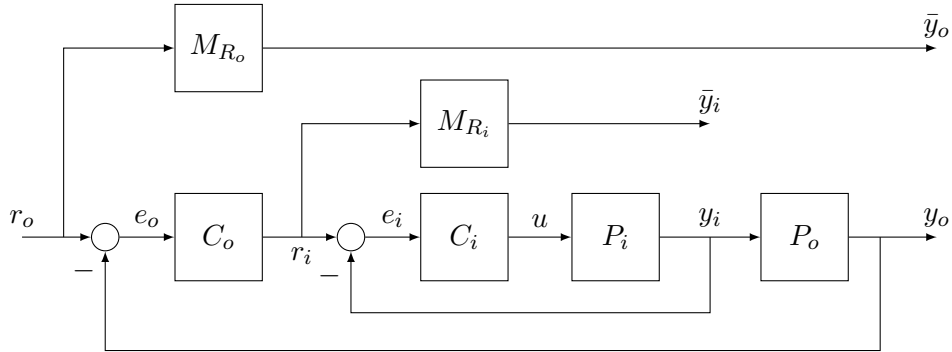 M_{R_o} ȳ_o
M_{R_i} ȳ_i
r_o e_o C_o r_i e_i C_i u P_i y_i P_o y_o
− −